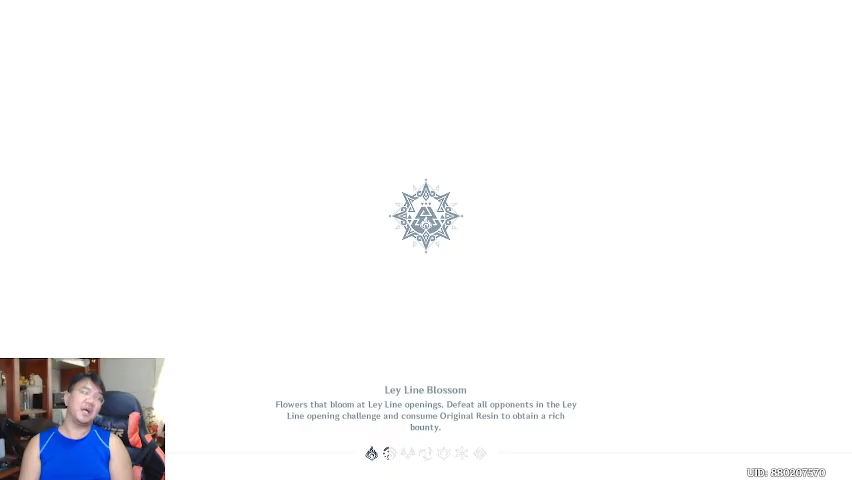 Ley Line Blossom
Flowers that bloom at Ley Line openings. Defeat all opponents in the Ley
Line opening challenge and consume Original Resin to obtain a rich
bounty.
UID: 880207570